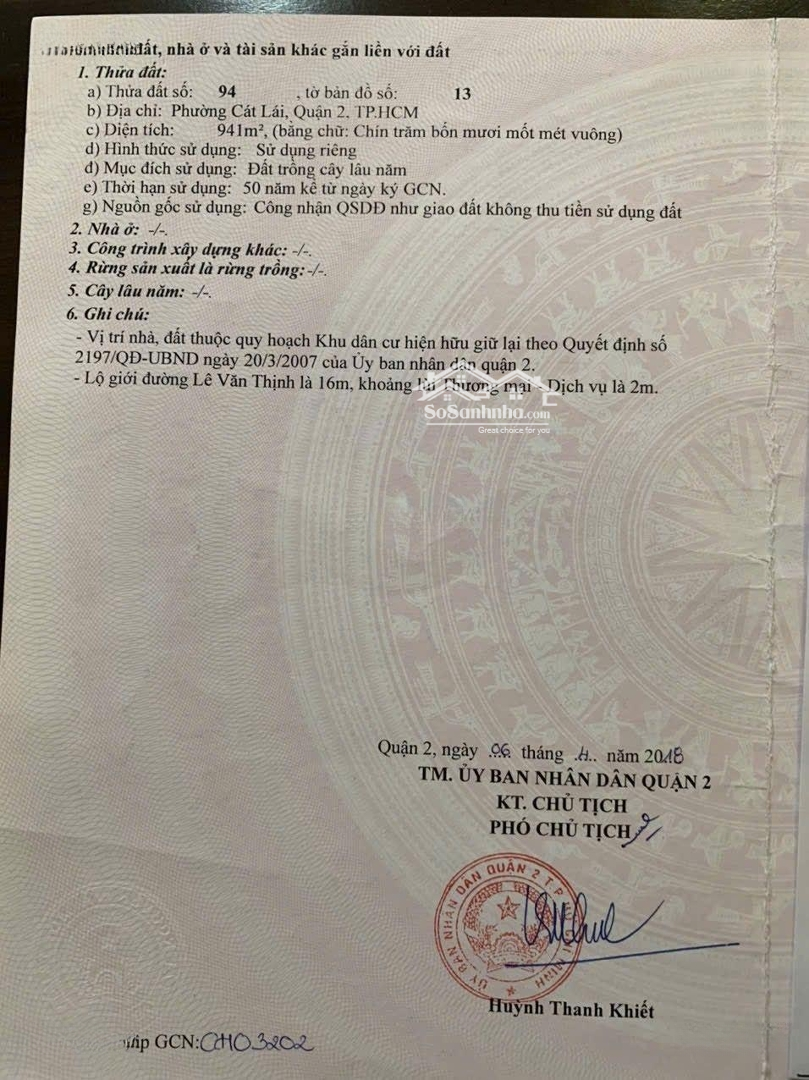 đất, nhà ở và tài sản khác gắn liền với đất
1. Thửa đất:
a) Thửa đất số: 94 , tờ bản đồ số: 13
b) Địa chỉ: Phường Cát Lái, Quận 2, TP.HCM
c) Diện tích: 941m², (bằng chữ: Chín trăm bốn mươi mốt mét vuông)
d) Hình thức sử dụng: Sử dụng riêng
đ) Mục đích sử dụng: Đất trồng cây lâu năm
e) Thời hạn sử dụng: 50 năm kể từ ngày ký GCN.
g) Nguồn gốc sử dụng: Công nhận QSDĐ như giao đất không thu tiền sử dụng đất
2. Nhà ở: -/-.
3. Công trình xây dựng khác: -/-.
4. Rừng sản xuất là rừng trồng: -/-.
5. Cây lâu năm: -/-.
6. Ghi chú:
- Vị trí nhà, đất thuộc quy hoạch Khu dân cư hiện hữu giữ lại theo Quyết định số
2197/QĐ-UBND ngày 20/3/2007 của Ủy ban nhân dân quận 2.
- Lộ giới đường Lê Văn Thịnh là 16m, khoảng lùi Thương mại - Dịch vụ là 2m.
SoSanhnha.com
Great choice for you
Quận 2, ngày 06 tháng 4 năm 2018
TM. ỦY BAN NHÂN DÂN QUẬN 2
KT. CHỦ TỊCH
PHÓ CHỦ TỊCH
ỦY BAN NHÂN DÂN QUẬN 2 T.P
Huỳnh Thanh Khiết
GCN: CH03202